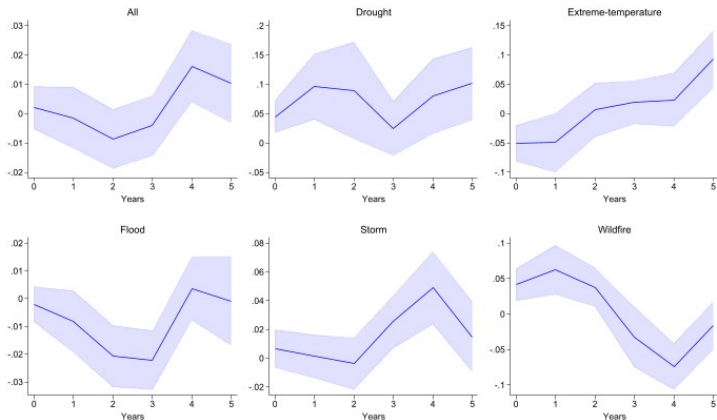 All
.03
.02
.01
0
-.01
-.02
0 1 2 3 4 5
Years
Drought
.2
.15
.1
.05
0
-.05
0 1 2 3 4 5
Years
Extreme-temperature
.15
.1
.05
0
-.05
-.1
0 1 2 3 4 5
Years
Flood
.02
.01
0
-.01
-.02
-.03
0 1 2 3 4 5
Years
Storm
.08
.06
.04
.02
0
-.02
0 1 2 3 4 5
Years
Wildfire
.1
.05
0
-.05
-.1
0 1 2 3 4 5
Years